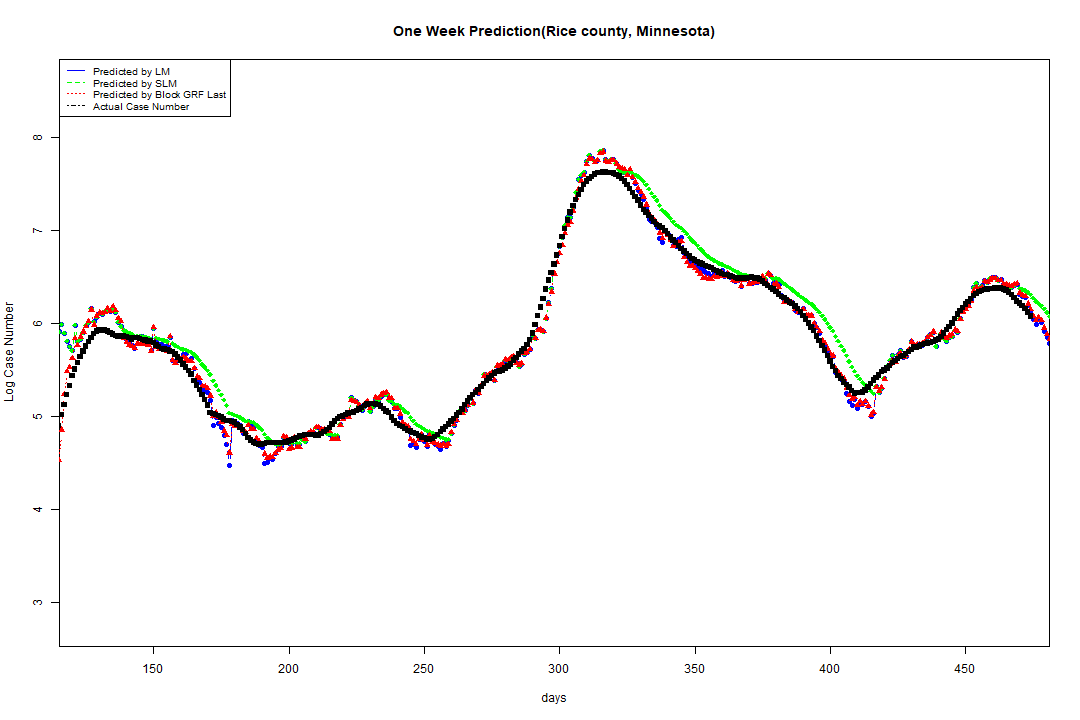 One Week Prediction(Rice county, Minnesota)
Predicted by LM
Predicted by SLM
Predicted by Block GRF Last
Actual Case Number
Log Case Number
8
7
6
5
4
3
150 200 250 300 350 400 450
days